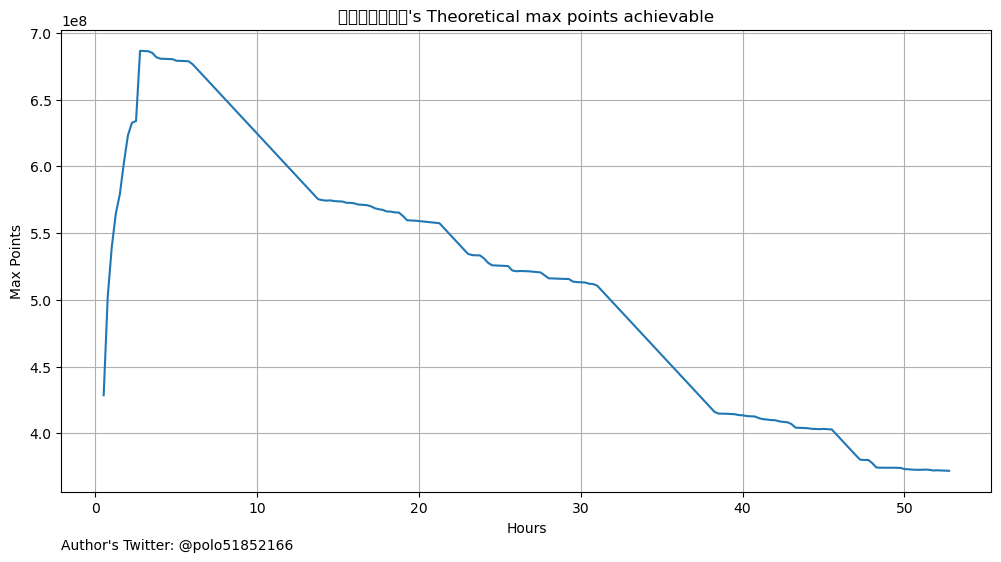 's Theoretical max points achievable
1e8
7.0
6.5
6.0
5.5
5.0
4.5
4.0
Max Points
0 10 20 30 40 50
Hours
Author's Twitter: @polo51852166